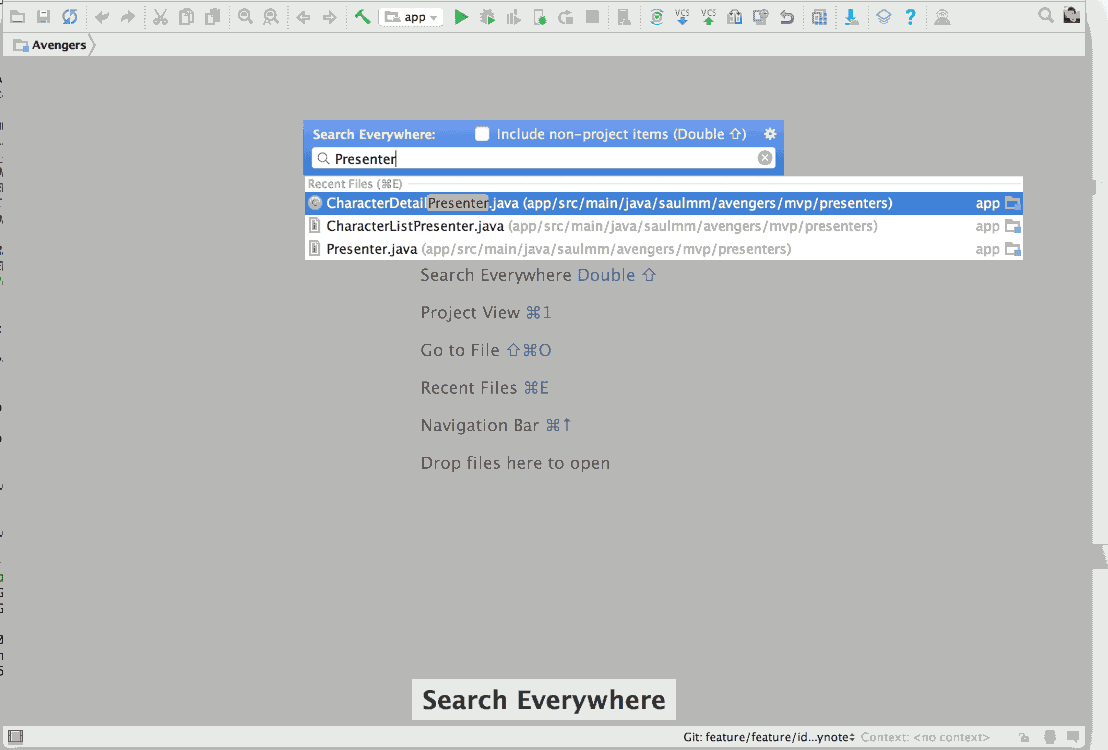 app
VCS VCS
Avengers
Search Everywhere: Include non-project items (Double ⇧)
Presenter
Recent Files (⌘E)
CharacterDetailPresenter.java (app/src/main/java/saulmm/avengers/mvp/presenters) app
CharacterListPresenter.java (app/src/main/java/saulmm/avengers/mvp/presenters) app
Presenter.java (app/src/main/java/saulmm/avengers/mvp/presenters) app
Search Everywhere Double ⇧
Project View ⌘1
Go to File ⇧⌘O
Recent Files ⌘E
Navigation Bar ⌘↑
Drop files here to open
Search Everywhere
Git: feature/feature/id...ynote Context: <no context>